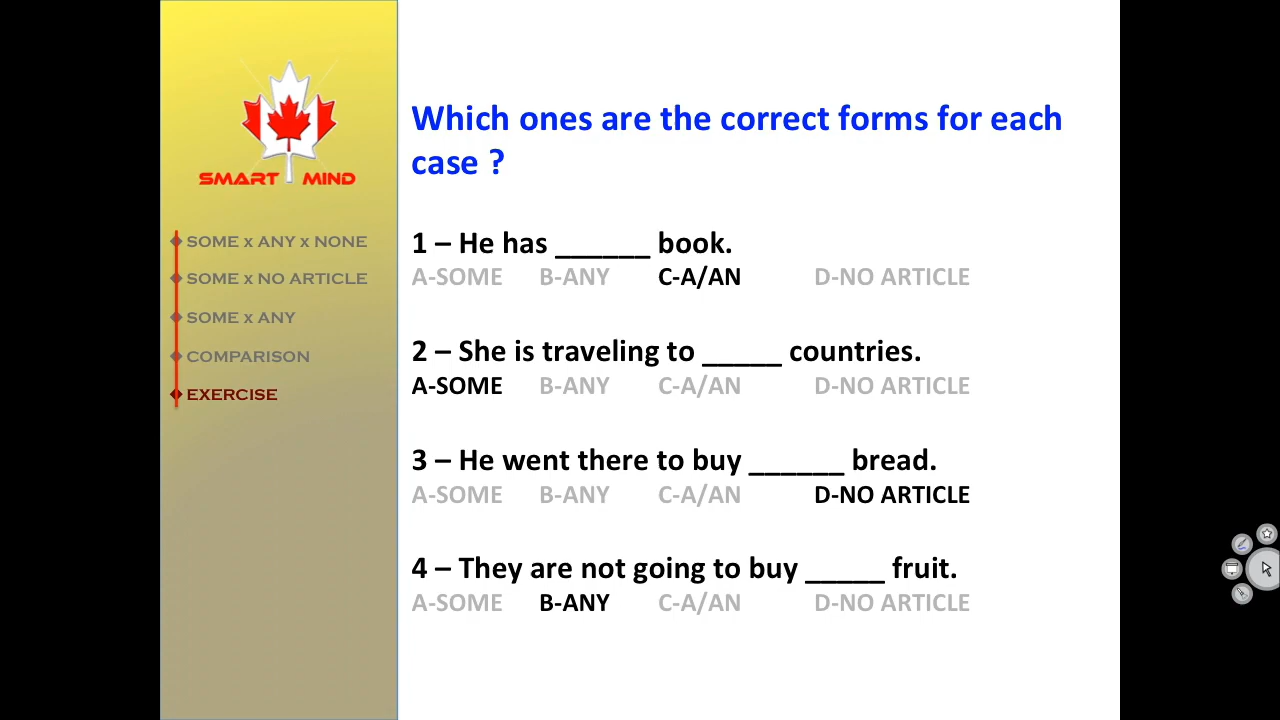 SMART MIND
SOME x ANY x NONE
SOME x NO ARTICLE
SOME x ANY
COMPARISON
EXERCISE
Which ones are the correct forms for each
case ?
1 – He has ______ book.
A-SOME B-ANY C-A/AN D-NO ARTICLE
2 – She is traveling to _____ countries.
A-SOME B-ANY C-A/AN D-NO ARTICLE
3 – He went there to buy ______ bread.
A-SOME B-ANY C-A/AN D-NO ARTICLE
4 – They are not going to buy _____ fruit.
A-SOME B-ANY C-A/AN D-NO ARTICLE